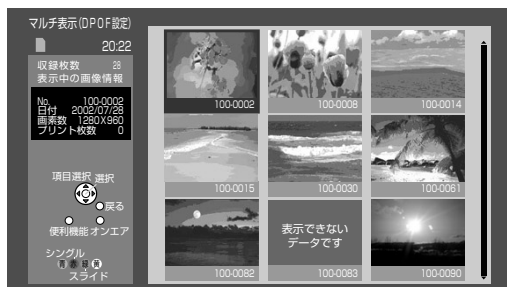 マルチ表示(DPOF設定)
20:22
収録枚数 28
表示中の画像情報
No. 100-0002
日付 2002/07/28
画素数 1280X960
プリント枚数 0
項目選択 選択
戻る
便利機能 オンエア
シングル
青 赤 緑 黄
スライド
100-0002 100-0008 100-0014
100-0015 100-0030 100-0061
表示できない
データです
100-0082 100-0083 100-0090